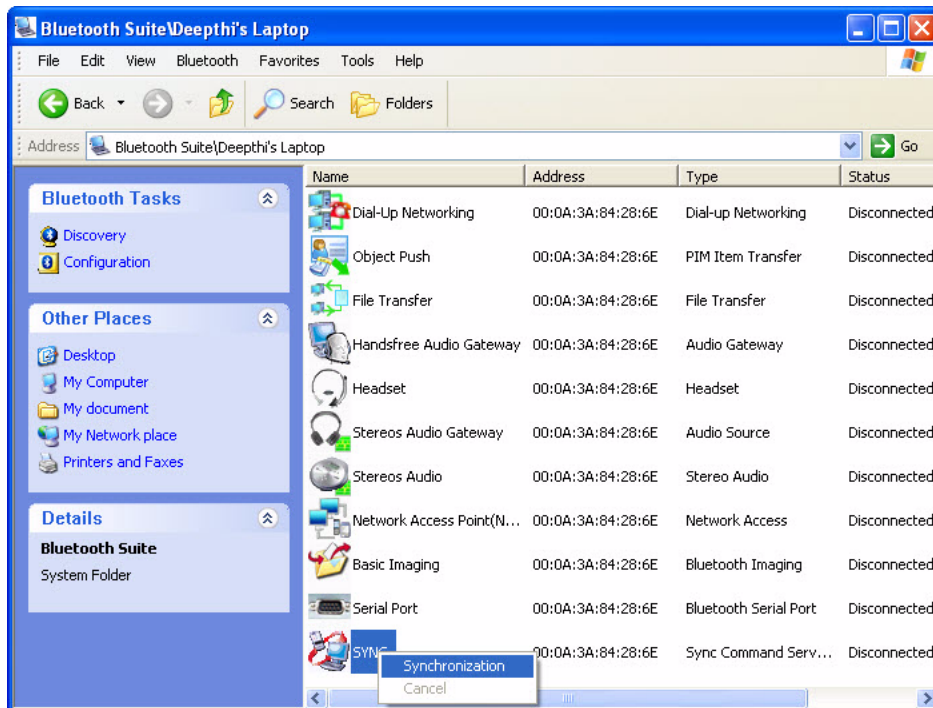 Bluetooth Suite\Deepthi's Laptop
File Edit View Bluetooth Favorites Tools Help
Back Search Folders
Address Bluetooth Suite\Deepthi's Laptop Go
Bluetooth Tasks
Discovery
Configuration
Other Places
Desktop
My Computer
My document
My Network place
Printers and Faxes
Details
Bluetooth Suite
System Folder
Name Address Type Status
Dial-Up Networking 00:0A:3A:84:28:6E Dial-up Networking Disconnected
Object Push 00:0A:3A:84:28:6E PIM Item Transfer Disconnected
File Transfer 00:0A:3A:84:28:6E File Transfer Disconnected
Handsfree Audio Gateway 00:0A:3A:84:28:6E Audio Gateway Disconnected
Headset 00:0A:3A:84:28:6E Headset Disconnected
Stereos Audio Gateway 00:0A:3A:84:28:6E Audio Source Disconnected
Stereos Audio 00:0A:3A:84:28:6E Stereo Audio Disconnected
Network Access Point(N... 00:0A:3A:84:28:6E Network Access Disconnected
Basic Imaging 00:0A:3A:84:28:6E Bluetooth Imaging Disconnected
Serial Port 00:0A:3A:84:28:6E Bluetooth Serial Port Disconnected
SYNC 00:0A:3A:84:28:6E Sync Command Serv... Disconnected
Synchronization
Cancel